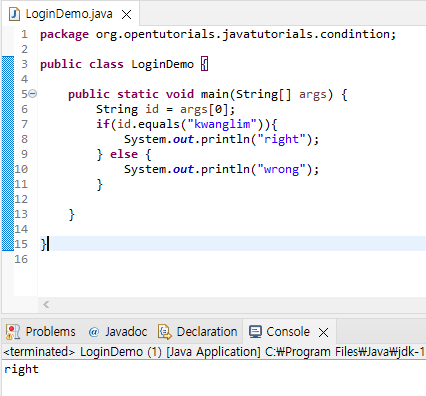 LoginDemo.java
1 package org.opentutorials.javatutorials.condintion;
2
3 public class LoginDemo {
4
5 public static void main(String[] args) {
6 String id = args[0];
7 if(id.equals("kwanglim")){
8 System.out.println("right");
9 } else {
10 System.out.println("wrong");
11 }
12
13 }
14
15 }
16
Problems @ Javadoc Declaration Console
<terminated> LoginDemo (1) [Java Application] C:₩Program Files₩Java₩jdk-1
right